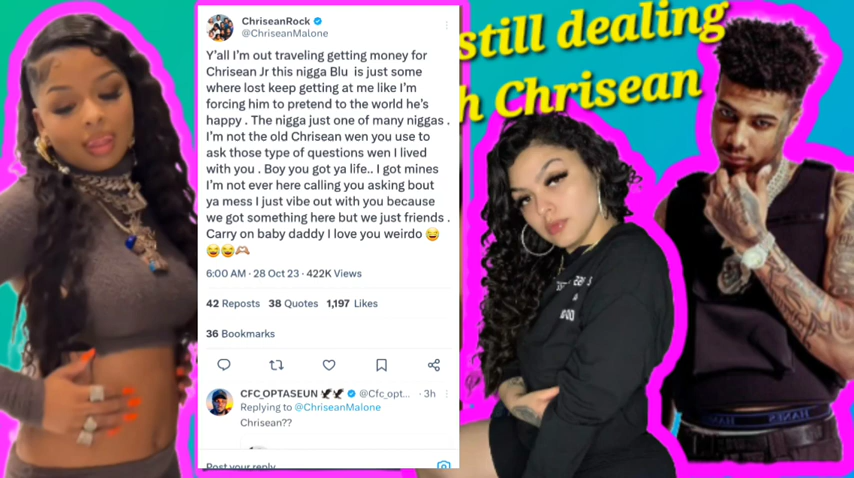 ChriseanRock
@ChriseanMalone
Y'all I'm out traveling getting money for
Chrisean Jr this nigga Blu is just some
where lost keep getting at me like I'm
forcing him to pretend to the world he's
happy . The nigga just one of many niggas .
I'm not the old Chrisean wen you use to
ask those type of questions wen I lived
with you . Boy you got ya life.. I got mines
I'm not ever here calling you asking bout
ya mess I just vibe out with you because
we got something here but we just friends .
Carry on baby daddy I love you weirdo 😂
😂😂🫶🏽
6:00 AM · 28 Oct 23 · 422K Views
42 Reposts 38 Quotes 1,197 Likes
36 Bookmarks
CFC_OPTASEUN 🦅🦅 @Cfc_opt... · 3h
Replying to @ChriseanMalone
Chrisean??
Post your reply
still dealing
h Chrisean
HANES